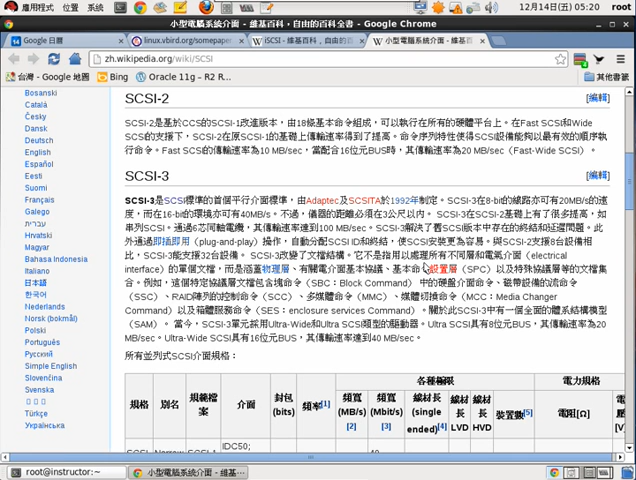 應用程式 位置 系統 12月14日(日) 05:20 root
小型電腦系統介面 - 維基百科，自由的百科全書 - Google Chrome
Google 日曆 linux.vbird.org/somepaper iSCSI - 維基百科，自由的百 小型電腦系統介面 - 維基百
zh.wikipedia.org/wiki/SCSI
台灣 - Yahoo! Bing Oracle 11g – R2 R... 其他書籤
Bosanski
Català
Česky
Dansk
Deutsch
English
Español
Eesti
Suomi
Français
Galego
עברית
Hrvatski
Magyar
Bahasa Indonesia
Italiano
日本語
한국어
Nederlands
Norsk (bokmål)
Polski
Português
Русский
Simple English
Slovenčina
Svenska
Türkçe
Українська
SCSI-2 [編輯]
SCSI-2是基於CCS的SCSI-1改進版本，由18條基本命令組成，可以執行在所有的硬體平台上。在Fast SCSI和Wide
SCSI的支援下，SCSI-2在原SCSI-1的基礎上傳輸速率得到了提高。命令序列特性使得SCSI設備能夠以最有效的順序執
行命令。Fast SCSI的傳輸速率為10 MB/sec，當配合16位元BUS時，其傳輸速率為20 MB/sec（Fast-Wide SCSI）。
SCSI-3 [編輯]
SCSI-3是SCSI標準的首個平行介面標準，由Adaptec及SCSITA於1992年制定。SCSI-3在8-bit的線路亦可有20MB/s的速
度，而在16-bit的環境亦可有40MB/s。不過，儀器的距離必須在3公尺以內。 SCSI-3在SCSI-2基礎上有了很多提高，如
串列SCSI。通過6芯同軸電機，其傳輸速率達到100 MB/sec。SCSI-3解決了舊SCSI版本中存在的終結和延遲問題。此
外通過即插即用（plug-and-play）操作，自動分配SCSI ID和終結，使SCSI安裝更為容易。與SCSI-2支援8台設備相
比，SCSI-3能支援32台設備。 SCSI-3改變了文檔結構。它不是指用以處理所有不同層和電氣介面（electrical
interface）的單個文檔，而是涵蓋物理層、有關電介面基本協議、基本命令設置層（SPC）以及特殊協議層等的文檔集
合。例如，這個特定協議層文檔包含塊命令（SBC：Block Command） 中的硬盤介面命令、磁帶設備的流命令
（SSC）、RAID陣列的控制命令（SCC）、多媒體命令（MMC）、媒體切換命令（MCC：Media Changer
Command）以及箱體服務命令（SES：enclosure services Command）。關於此SCSI-3中有一個全面的體系結構模型
（SAM）。 當今，SCSI-3單元採用Ultra-Wide和Ultra SCSI類型的驅動器。Ultra SCSI具有8位元BUS，其傳輸率為20
MB/sec。Ultra-Wide SCSI具有16位元BUS，其傳輸速率達到40 MB/sec.。
所有並列式SCSI介面規格：
各種極限 電力規格
規格 別名 規範檔案 介面 封包 (bits) 頻率[1] 頻寬 (MB/s) [2] 頻寬 (Mbit/s) [3] 線材長 (single ended)[4] 線材長 LVD 線材長 HVD 裝置數[5] 電阻[Ω] 電壓 [V]
IDC50;
root@instructor:~ 小型電腦系統介面 - 維基...